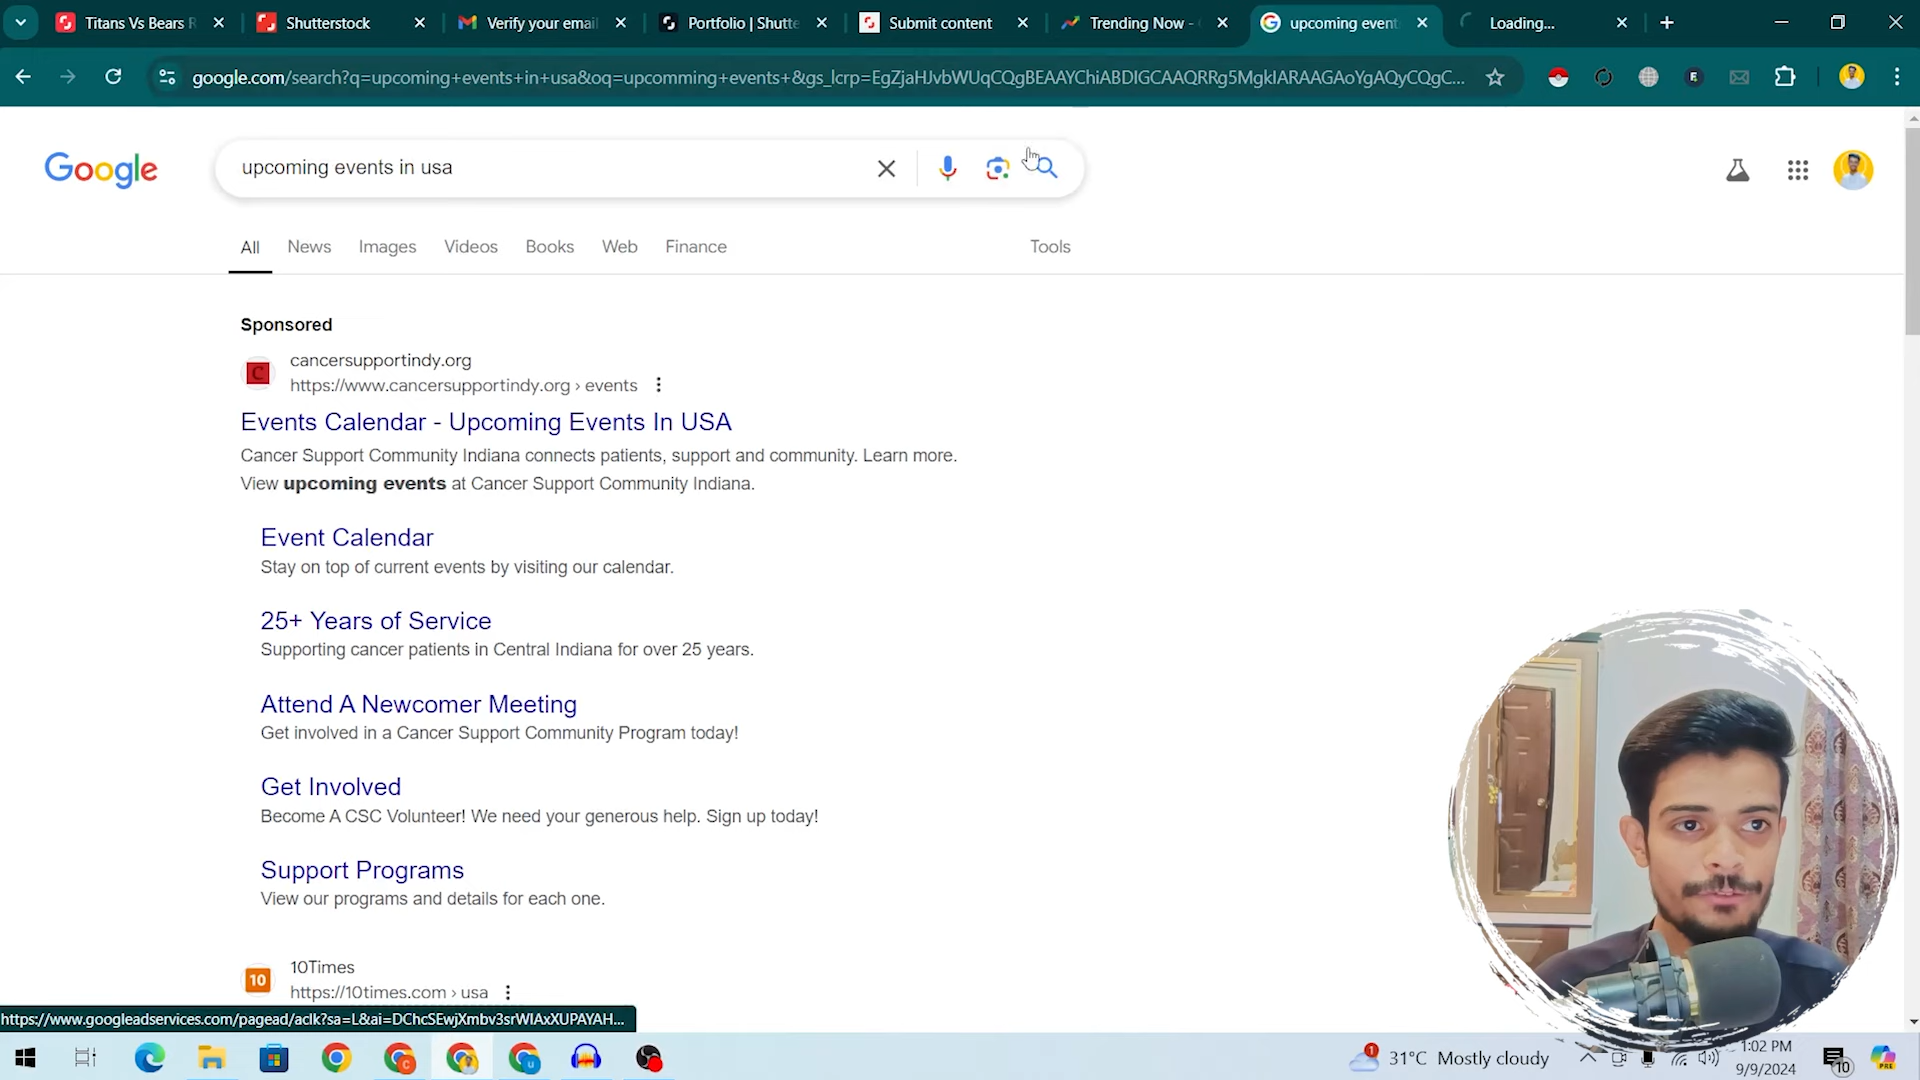 Titans Vs Bears R
Shutterstock
Verify your email
Portfolio | Shutte
Submit content
Trending Now -
upcoming event
Loading...
google.com/search?q=upcoming+events+in+usa&oq=upcomming+events+&gs_lcrp=EgZjaHJvbWUqCQgBEAAYChiABDIGCAAQRRg5MgkIARAAGAoYgAQyCQgC...
Google
upcoming events in usa
All
News
Images
Videos
Books
Web
Finance
Tools
Sponsored
C
cancersupportindy.org
https://www.cancersupportindy.org › events
Events Calendar - Upcoming Events In USA
Cancer Support Community Indiana connects patients, support and community. Learn more.
View upcoming events at Cancer Support Community Indiana.
Event Calendar
Stay on top of current events by visiting our calendar.
25+ Years of Service
Supporting cancer patients in Central Indiana for over 25 years.
Attend A Newcomer Meeting
Get involved in a Cancer Support Community Program today!
Get Involved
Become A CSC Volunteer! We need your generous help. Sign up today!
Support Programs
View our programs and details for each one.
10
10Times
https://10times.com › usa
https://www.googleadservices.com/pagead/aclk?sa=L&ai=DChcSEwjXmbv3srWIAxXUPAYAH...
31°C Mostly cloudy
1:02 PM
9/9/2024
10